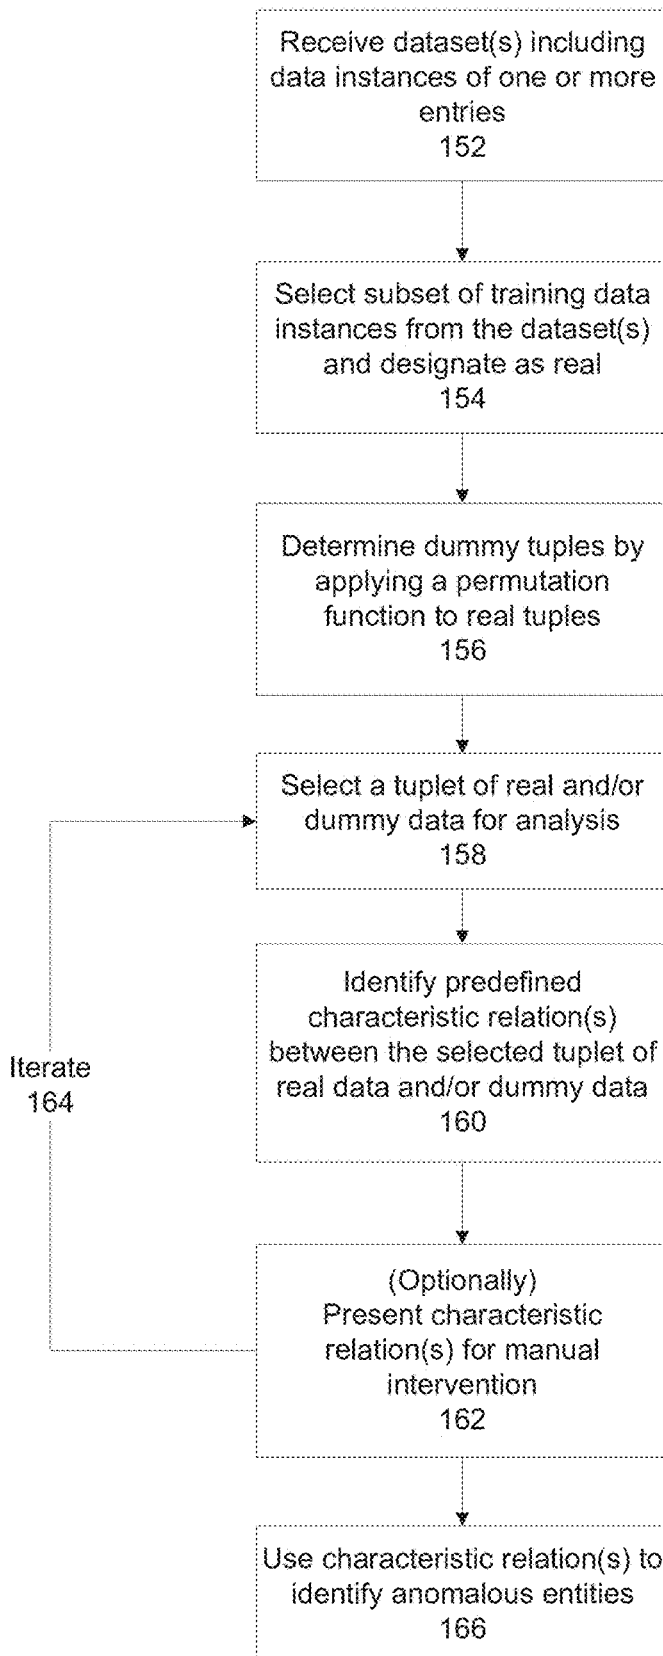 Receive dataset(s) including
data instances of one or more
entries
152
Select subset of training data
instances from the dataset(s)
and designate as real
154
Determine dummy tuples by
applying a permutation
function to real tuples
156
Select a tuplet of real and/or
dummy data for analysis
158
Identify predefined
characteristic relation(s)
between the selected tuplet of
real data and/or dummy data
160
Iterate
164
(Optionally)
Present characteristic
relation(s) for manual
intervention
162
Use characteristic relation(s) to
identify anomalous entities
166